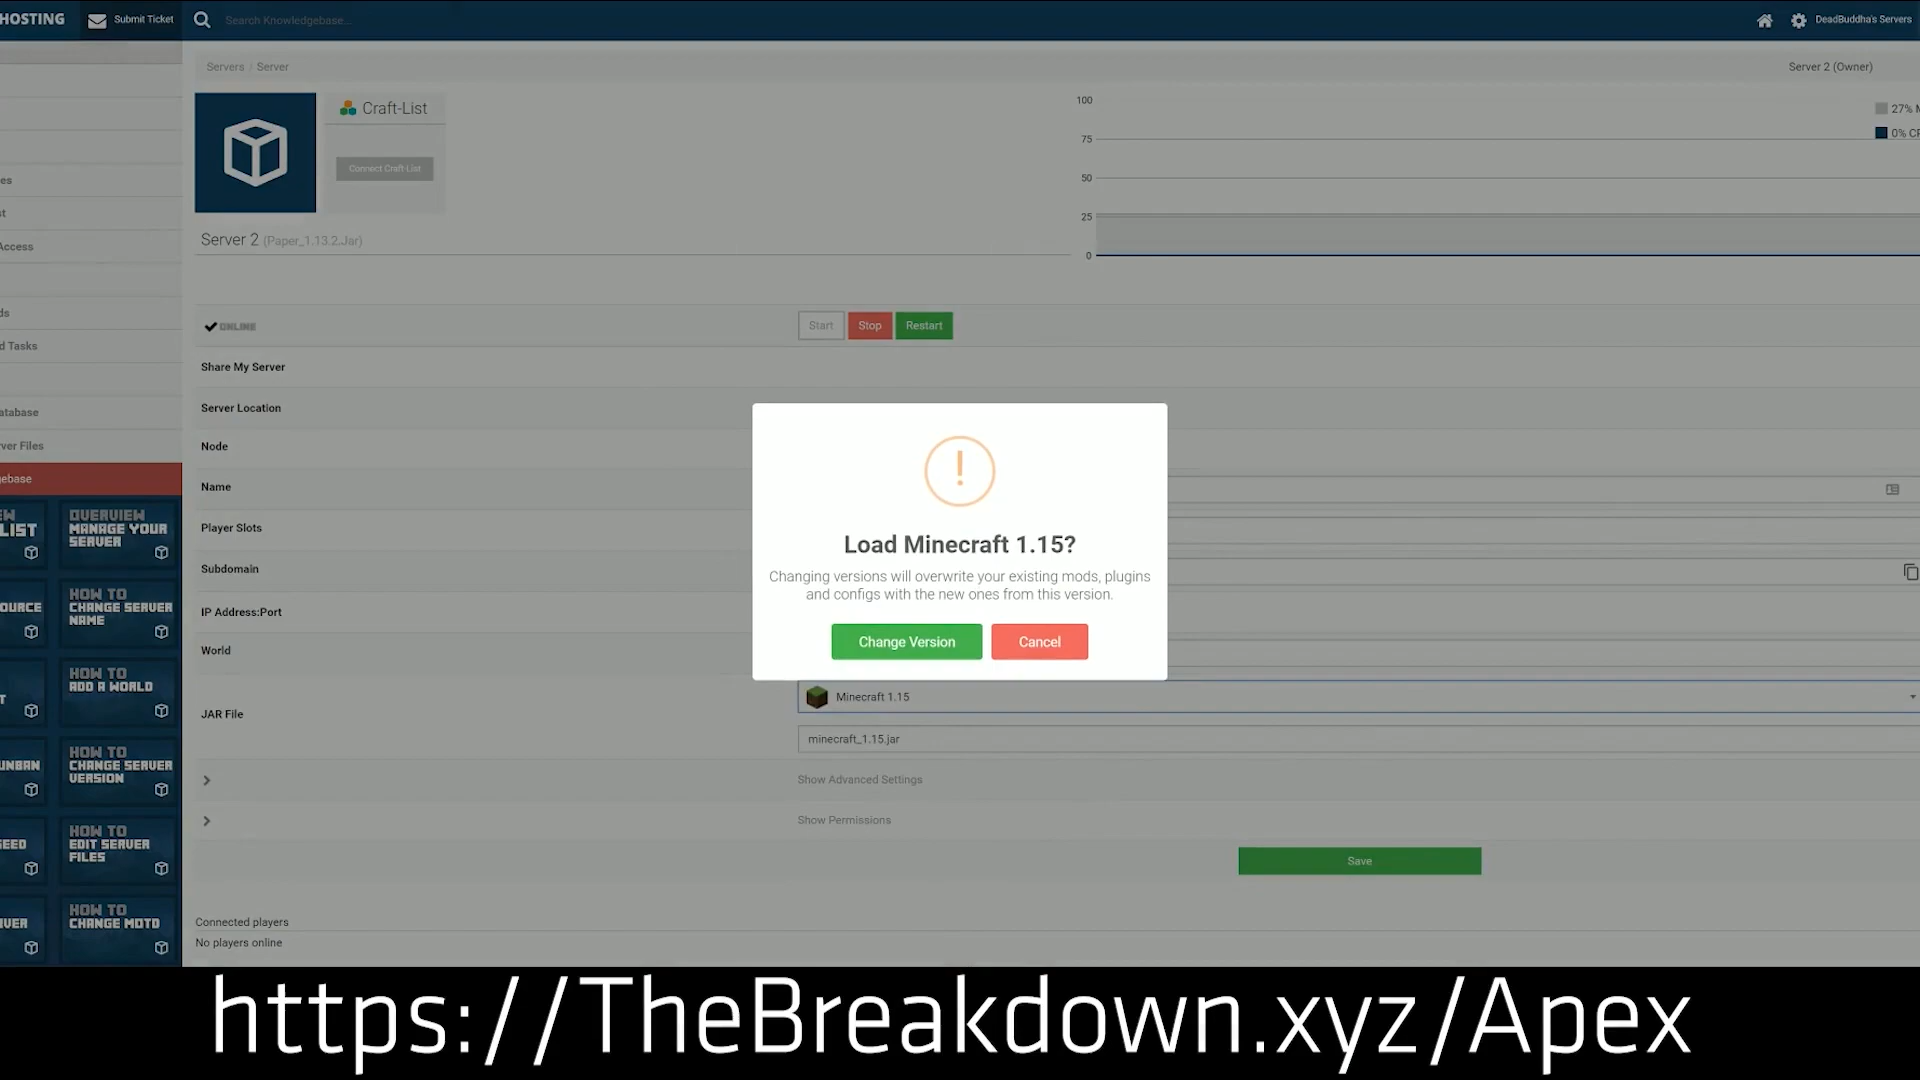 HOSTING
Submit Ticket
Search Knowledgebase...
DeadBuddha's Servers
Servers / Server
Server 2 (Owner)
Craft-List
Connect Craft List
Server 2 (Paper_1.13.2.Jar)
100
75
50
25
0
27% M
0% CP
es
st
Access
ds
d Tasks
atabase
ver Files
gebase
EW
LIST
OVERVIEW
MANAGE YOUR
SERVER
OURCE
HOW TO
CHANGE SERVER
NAME
T
HOW TO
ADD A WORLD
UNBAN
HOW TO
CHANGE SERVER
VERSION
SEED
HOW TO
EDIT SERVER
FILES
RVER
HOW TO
CHANGE MOTD
ONLINE
Start
Stop
Restart
Share My Server
Server Location
Node
Name
Player Slots
Subdomain
IP Address:Port
World
JAR File
!
Load Minecraft 1.15?
Changing versions will overwrite your existing mods, plugins
and configs with the new ones from this version.
Change Version
Cancel
Minecraft 1.15
minecraft_1.15.jar
Show Advanced Settings
Show Permissions
Save
Connected players
No players online
https://TheBreakdown.xyz/Apex